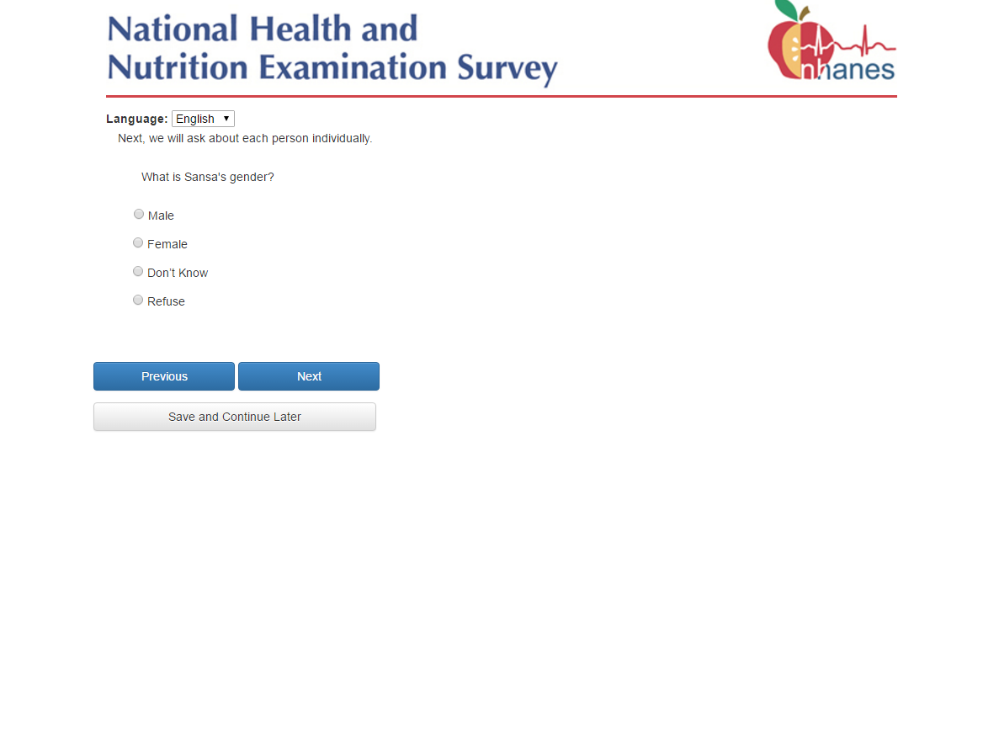 National Health and
Nutrition Examination Survey
nhanes
Language: English ▼
Next, we will ask about each person individually.
What is Sansa's gender?
Male
Female
Don’t Know
Refuse
Previous Next
Save and Continue Later